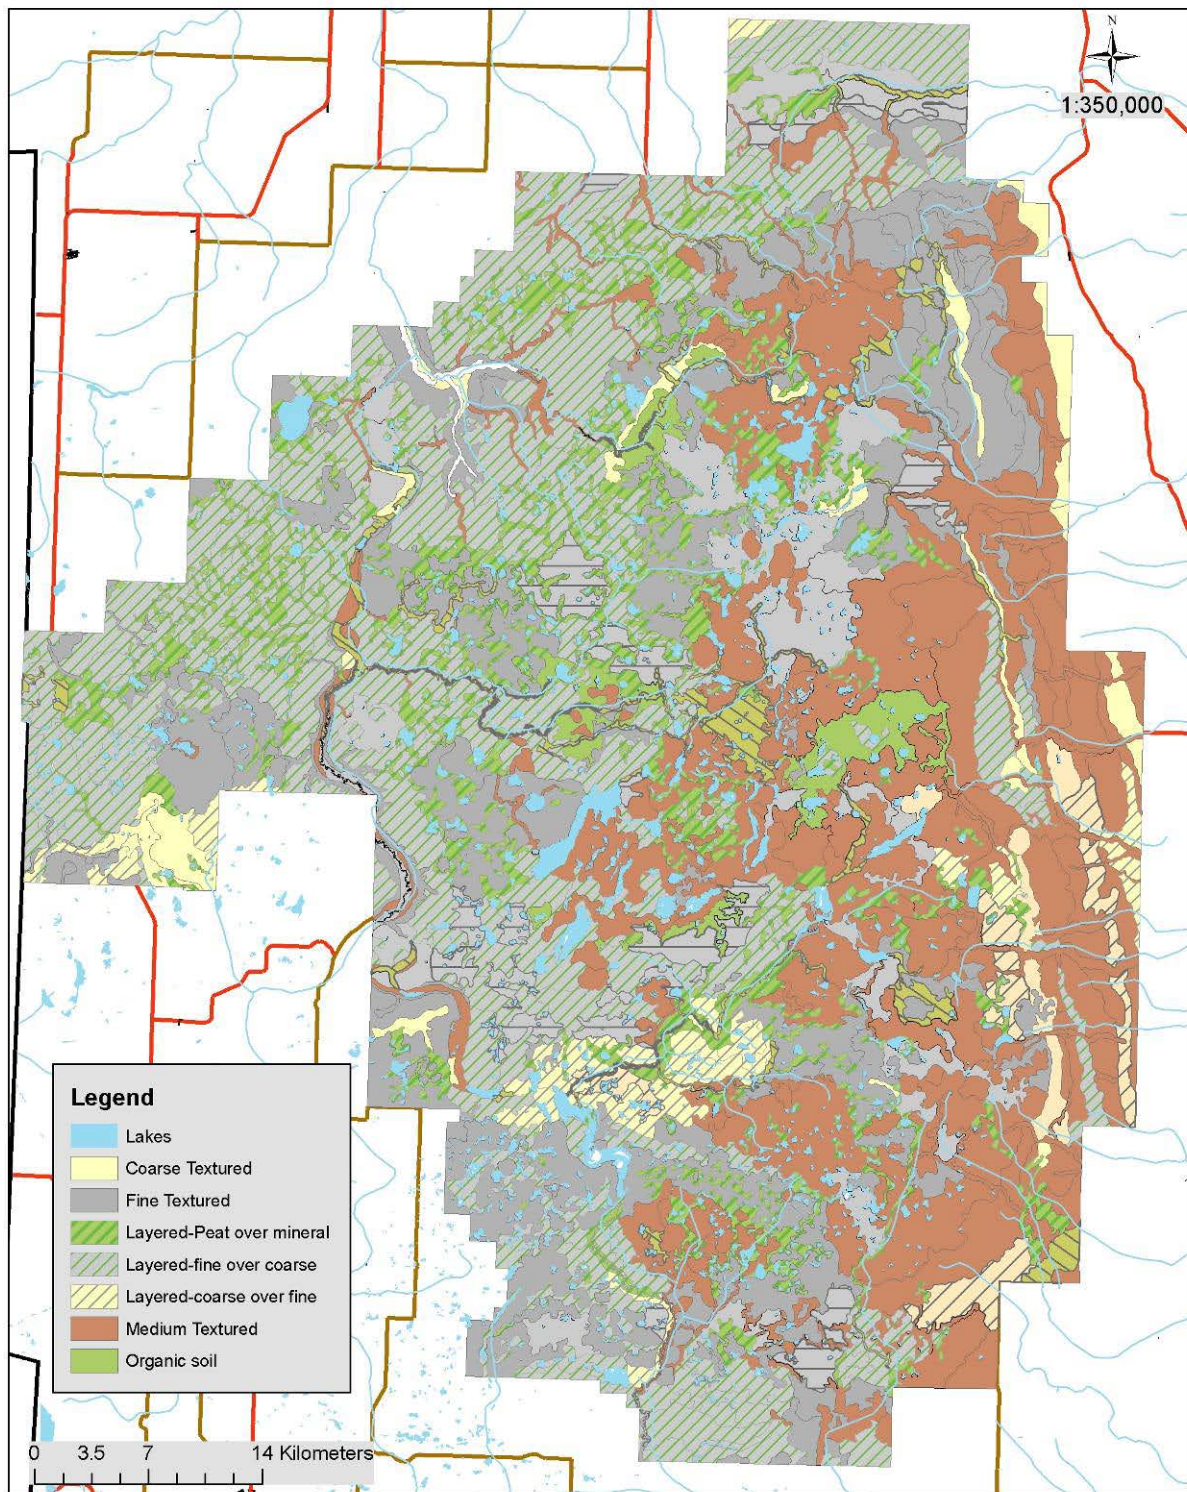 N
1:350,000
Legend
Lakes
Coarse Textured
Fine Textured
Layered-Peat over mineral
Layered-fine over coarse
Layered-coarse over fine
Medium Textured
Organic soil
0 3.5 7 14 Kilometers